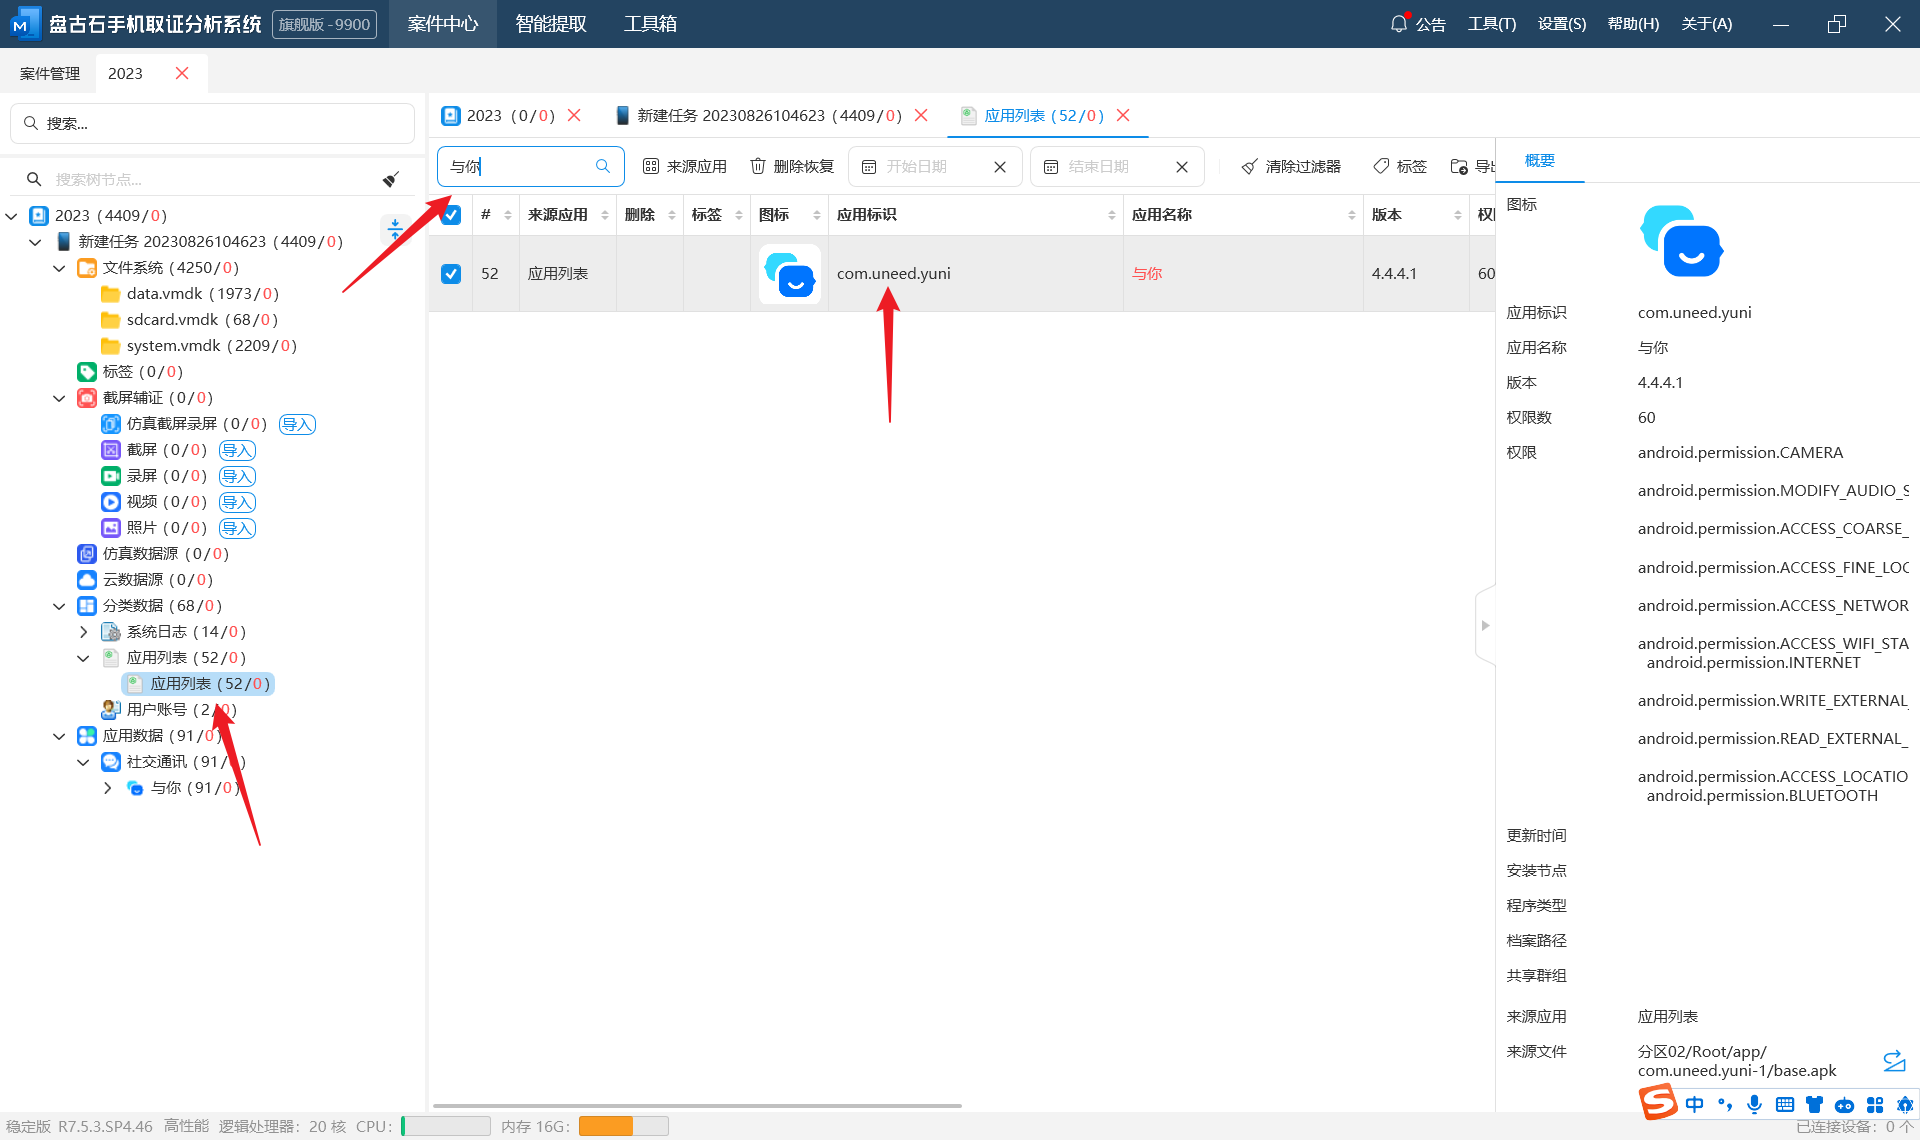 盘古石手机取证分析系统 旗舰版 - 9900 案件中心 智能提取 工具箱 公告 工具(T) 设置(S) 帮助(H) 关于(A)
案件管理 2023
搜索...
搜索树节点...
2023 (4409/0)
新建任务 20230826104623 (4409/0)
文件系统 (4250/0)
data.vmdk (1973/0)
sdcard.vmdk (68/0)
system.vmdk (2209/0)
标签 (0/0)
截屏辅证 (0/0)
仿真截屏录屏 (0/0) 导入
截屏 (0/0) 导入
录屏 (0/0) 导入
视频 (0/0) 导入
照片 (0/0) 导入
仿真数据源 (0/0)
云数据源 (0/0)
分类数据 (68/0)
系统日志 (14/0)
应用列表 (52/0)
应用列表 (52/0)
用户账号 (2/0)
应用数据 (91/0)
社交通讯 (91/0)
与你 (91/0)
2023 (0/0) 新建任务 20230826104623 (4409/0) 应用列表 (52/0)
与你 来源应用 删除恢复 开始日期 结束日期 清除过滤器 标签 导出
# 来源应用 删除 标签 图标 应用标识 应用名称 版本 权
52 应用列表 com.uneed.yuni 与你 4.4.4.1 60
概要
图标
应用标识 com.uneed.yuni
应用名称 与你
版本 4.4.4.1
权限数 60
权限 android.permission.CAMERA
android.permission.MODIFY_AUDIO_S
android.permission.ACCESS_COARSE_
android.permission.ACCESS_FINE_LOC
android.permission.ACCESS_NETWOR
android.permission.ACCESS_WIFI_STA
android.permission.INTERNET
android.permission.WRITE_EXTERNAL_
android.permission.READ_EXTERNAL_
android.permission.ACCESS_LOCATIO
android.permission.BLUETOOTH
更新时间
安装节点
程序类型
档案路径
共享群组
来源应用 应用列表
来源文件 分区02/Root/app/
com.uneed.yuni-1/base.apk
中
稳定版 R7.5.3.SP4.46 高性能 逻辑处理器: 20 核 CPU: 内存 16G: 已连接设备: 0 个